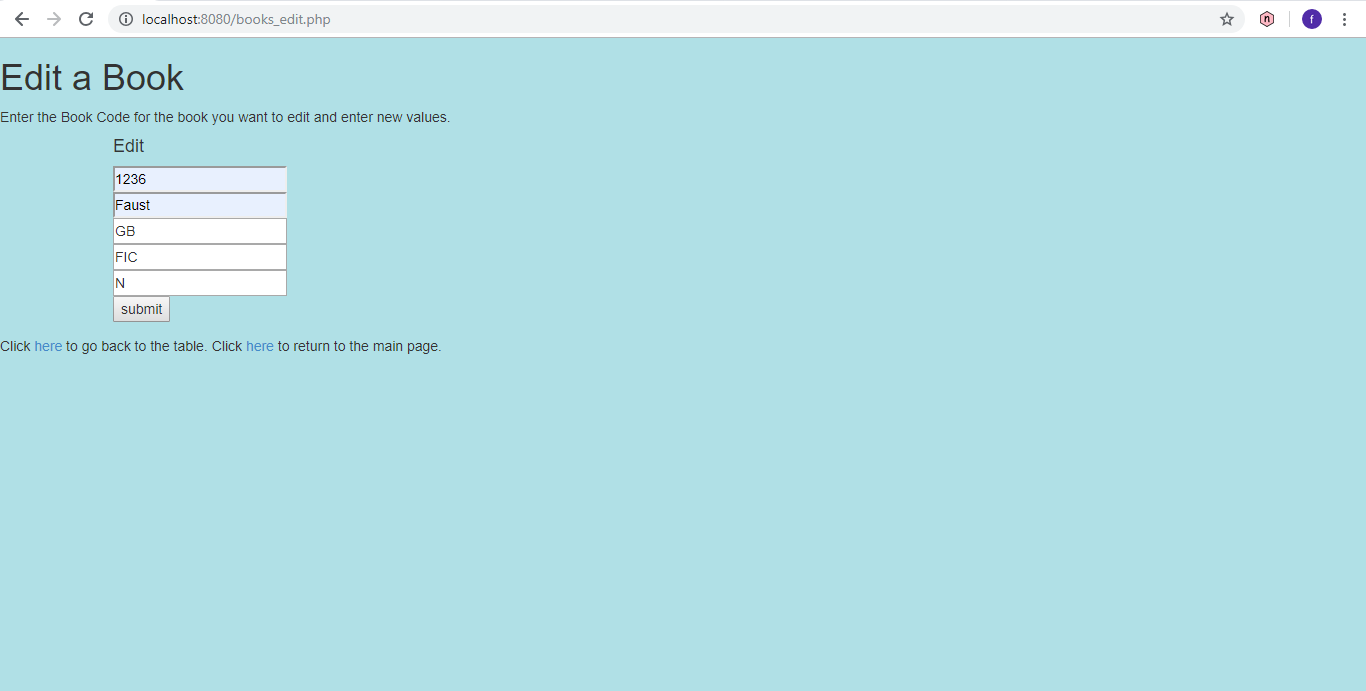 localhost:8080/books_edit.php
n
f
Edit a Book
Enter the Book Code for the book you want to edit and enter new values.
Edit
1236
Faust
GB
FIC
N
submit
Click here to go back to the table. Click here to return to the main page.